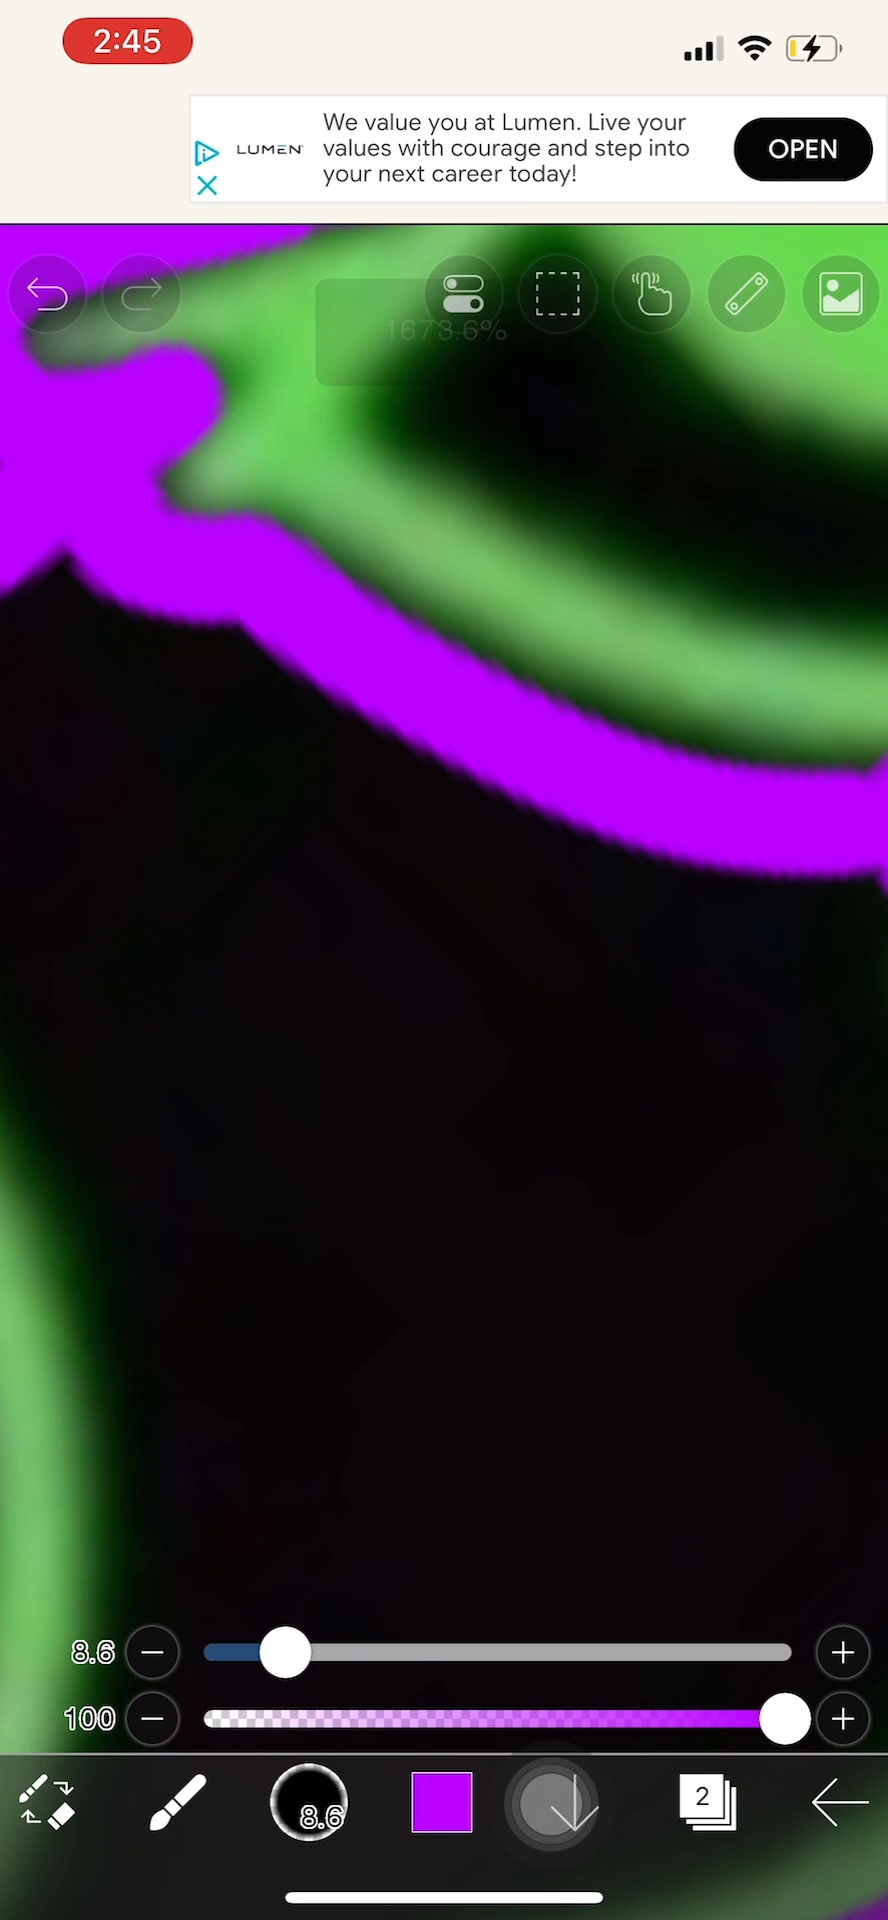 2:45
LUMEN
We value you at Lumen. Live your
values with courage and step into
your next career today!
OPEN
1673.6%
8.6
100
8.6
2